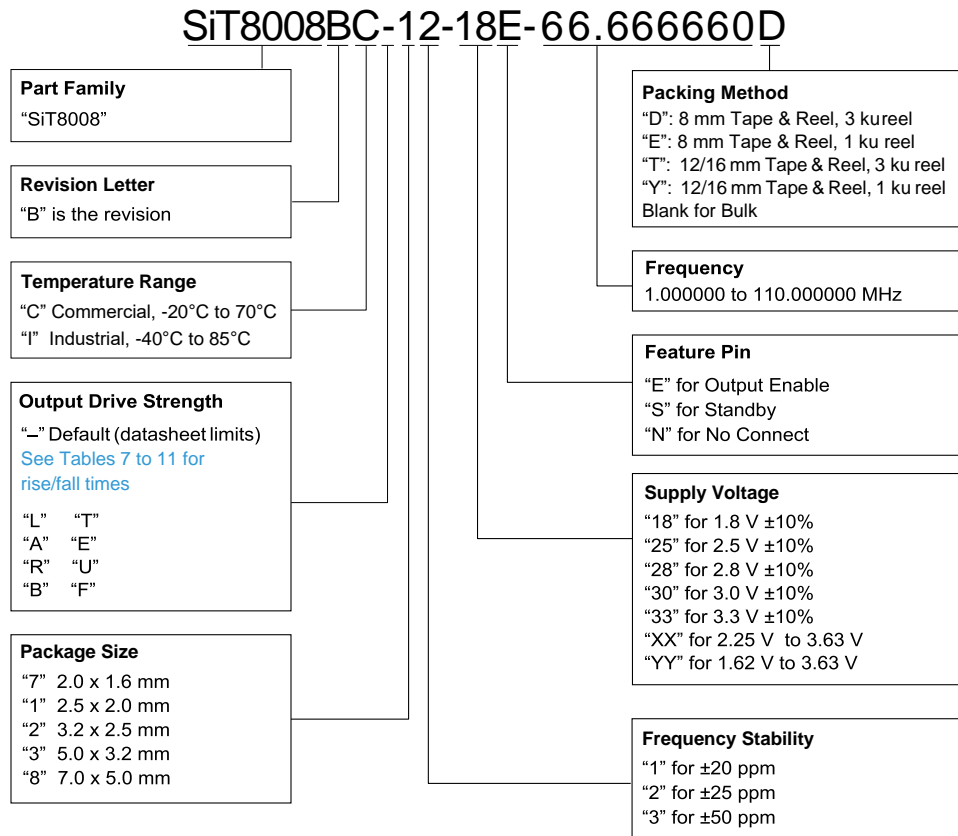 SiT8008BC-12-18E-66.666660D
Part Family
“SiT8008”
Revision Letter
“B” is the revision
Temperature Range
“C” Commercial, -20°C to 70°C
“I” Industrial, -40°C to 85°C
Output Drive Strength
“–” Default (datasheet limits)
See Tables 7 to 11 for
rise/fall times
“L” “T”
“A” “E”
“R” “U”
“B” “F”
Package Size
“7” 2.0 x 1.6 mm
“1” 2.5 x 2.0 mm
“2” 3.2 x 2.5 mm
“3” 5.0 x 3.2 mm
“8” 7.0 x 5.0 mm
Packing Method
“D”: 8 mm Tape & Reel, 3 ku reel
“E”: 8 mm Tape & Reel, 1 ku reel
“T”: 12/16 mm Tape & Reel, 3 ku reel
“Y”: 12/16 mm Tape & Reel, 1 ku reel
Blank for Bulk
Frequency
1.000000 to 110.000000 MHz
Feature Pin
“E” for Output Enable
“S” for Standby
“N” for No Connect
Supply Voltage
“18” for 1.8 V ±10%
“25” for 2.5 V ±10%
“28” for 2.8 V ±10%
“30” for 3.0 V ±10%
“33” for 3.3 V ±10%
“XX” for 2.25 V to 3.63 V
“YY” for 1.62 V to 3.63 V
Frequency Stability
“1” for ±20 ppm
“2” for ±25 ppm
“3” for ±50 ppm